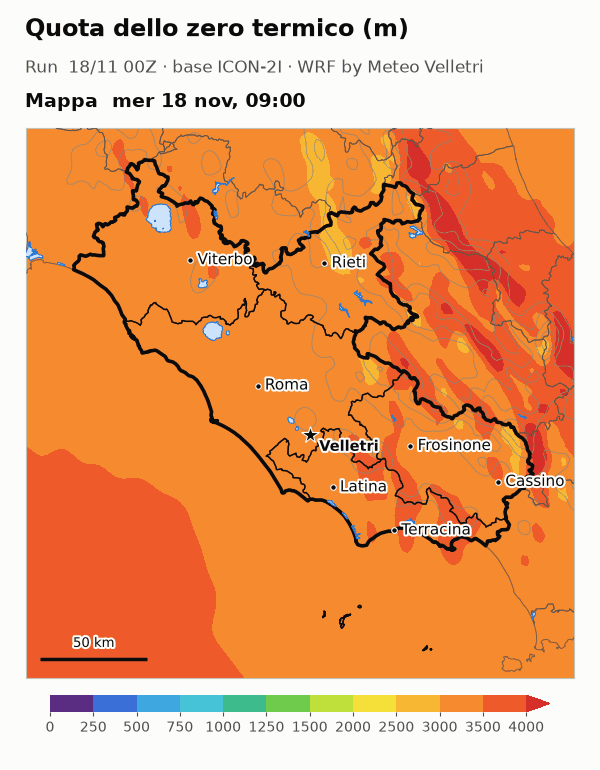 Quota dello zero termico (m)
Run 18/11 00Z · base ICON-2I · WRF by Meteo Velletri
Mappa mer 18 nov, 09:00
Viterbo
Rieti
Roma
Velletri
Frosinone
Cassino
Latina
Terracina
50 km
0 250 500 750 1000 1250 1500 2000 2500 3000 3500 4000